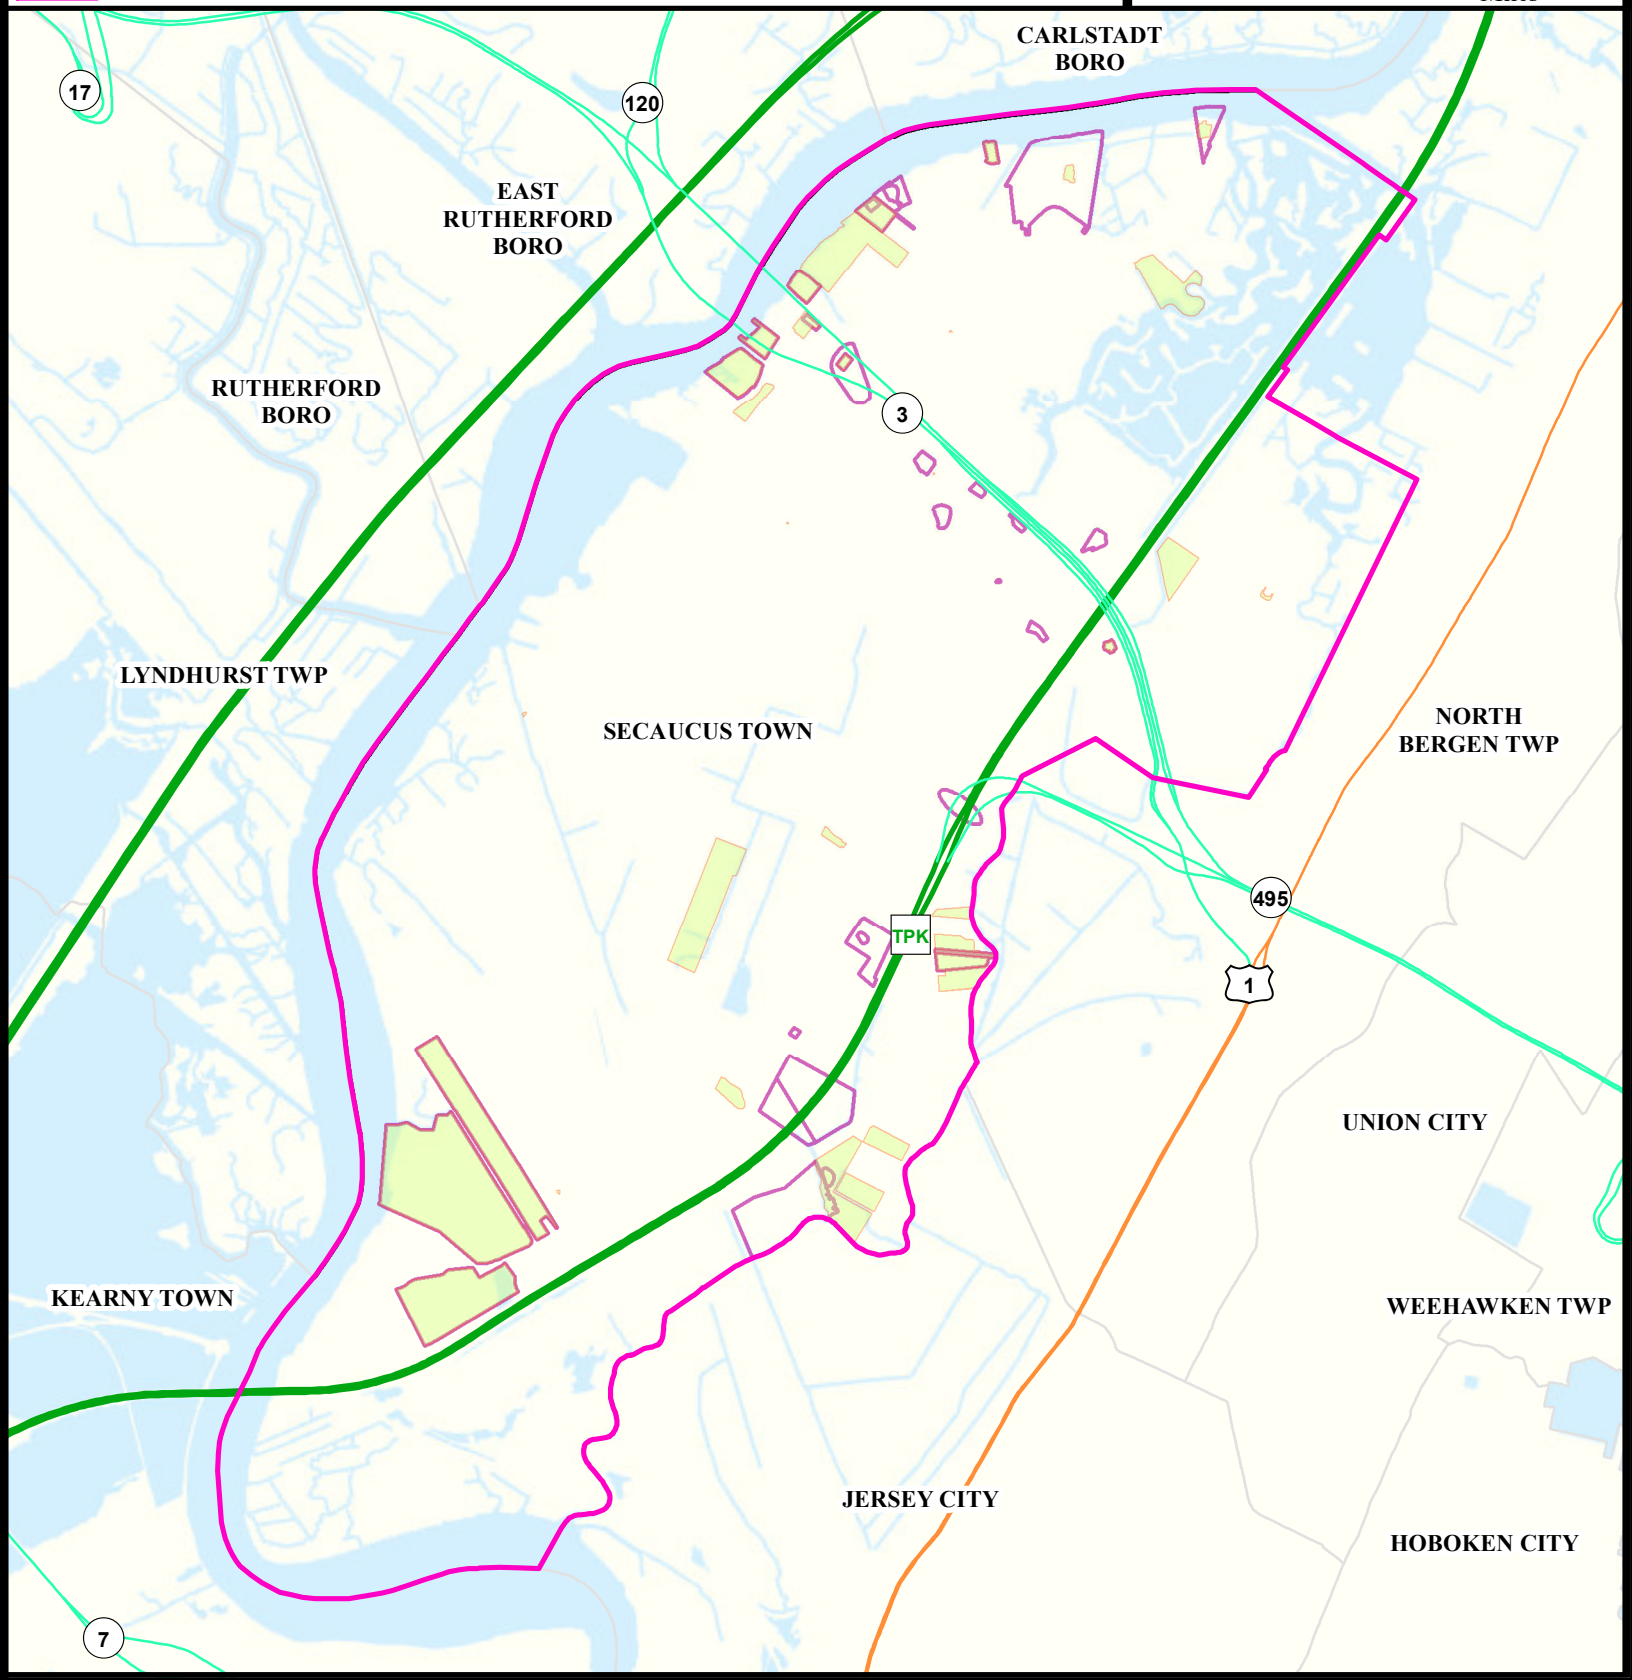 CARLSTADT
BORO
17
120
EAST
RUTHERFORD
BORO
RUTHERFORD
BORO
3
LYNDHURST TWP
SECAUCUS TOWN
NORTH
BERGEN TWP
495
TPK
1
UNION CITY
KEARNY TOWN
WEEHAWKEN TWP
JERSEY CITY
HOBOKEN CITY
7